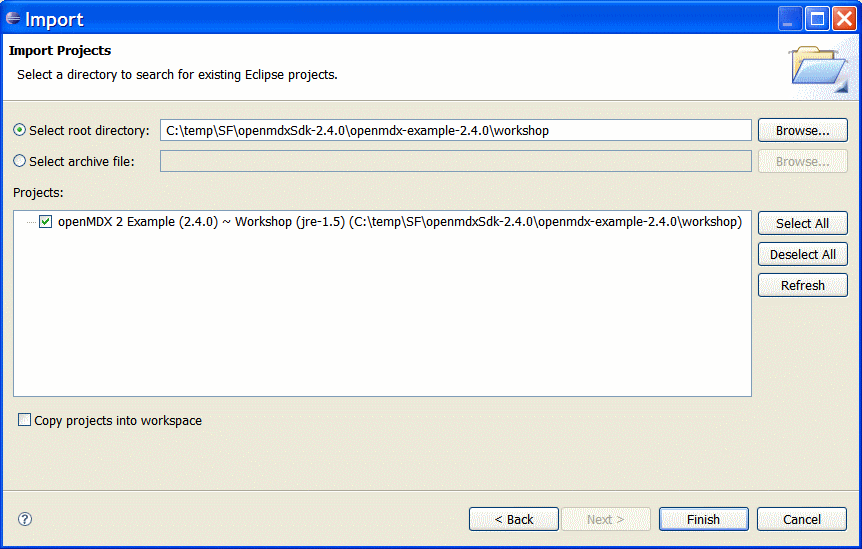 Import
Import Projects
Select a directory to search for existing Eclipse projects.
Select root directory: C:\temp\SF\openmdxSdk-2.4.0\openmdx-example-2.4.0\workshop Browse...
Select archive file: Browse...
Projects:
openMDX 2 Example (2.4.0) ~ Workshop (jre-1.5) (C:\temp\SF\openmdxSdk-2.4.0\openmdx-example-2.4.0\workshop) Select All
Deselect All
Refresh
Copy projects into workspace
? < Back Next > Finish Cancel